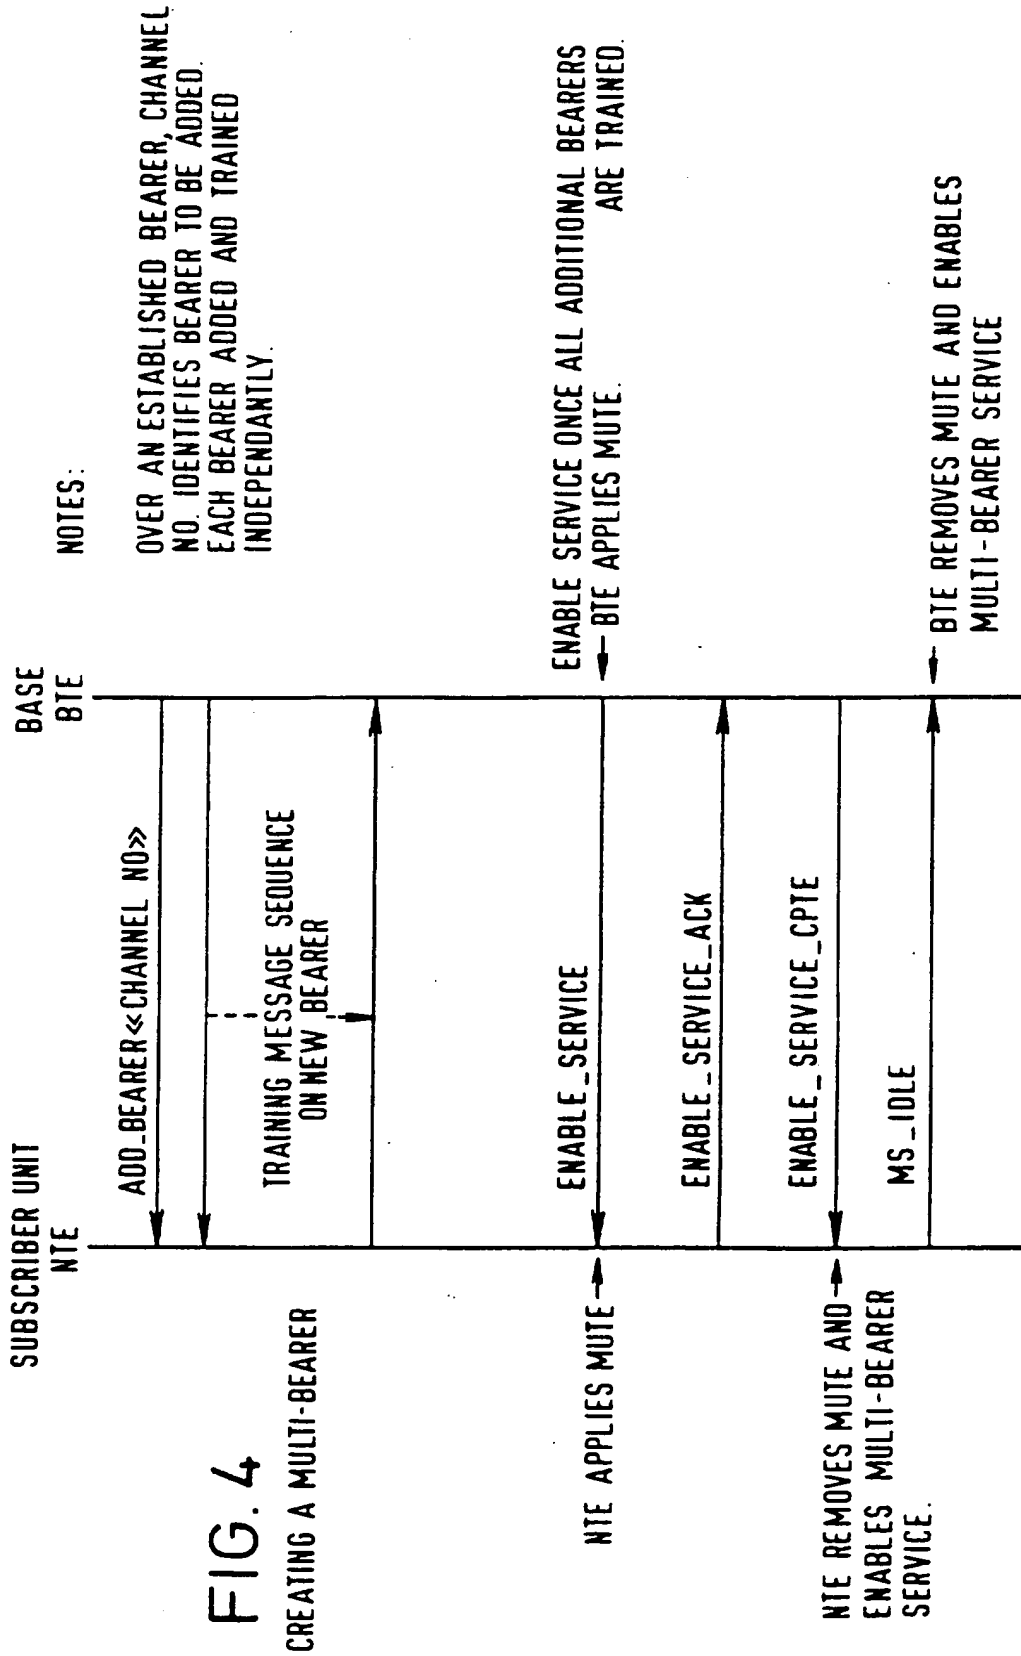 FIG. 4
CREATING A MULTI-BEARER
SUBSCRIBER UNIT
NTE
BASE
BTE
NOTES:
ADD_BEARER<<CHANNEL NO>>
OVER AN ESTABLISHED BEARER, CHANNEL
NO. IDENTIFIES BEARER TO BE ADDED.
EACH BEARER ADDED AND TRAINED
INDEPENDANTLY.
TRAINING MESSAGE SEQUENCE
ON NEW BEARER
ENABLE SERVICE ONCE ALL ADDITIONAL BEARERS
ARE TRAINED.
NTE APPLIES MUTE
ENABLE_SERVICE
BTE APPLIES MUTE.
ENABLE_SERVICE_ACK
ENABLE_SERVICE_CPTE
NTE REMOVES MUTE AND
ENABLES MULTI-BEARER
SERVICE.
MS_IDLE
BTE REMOVES MUTE AND ENABLES
MULTI-BEARER SERVICE